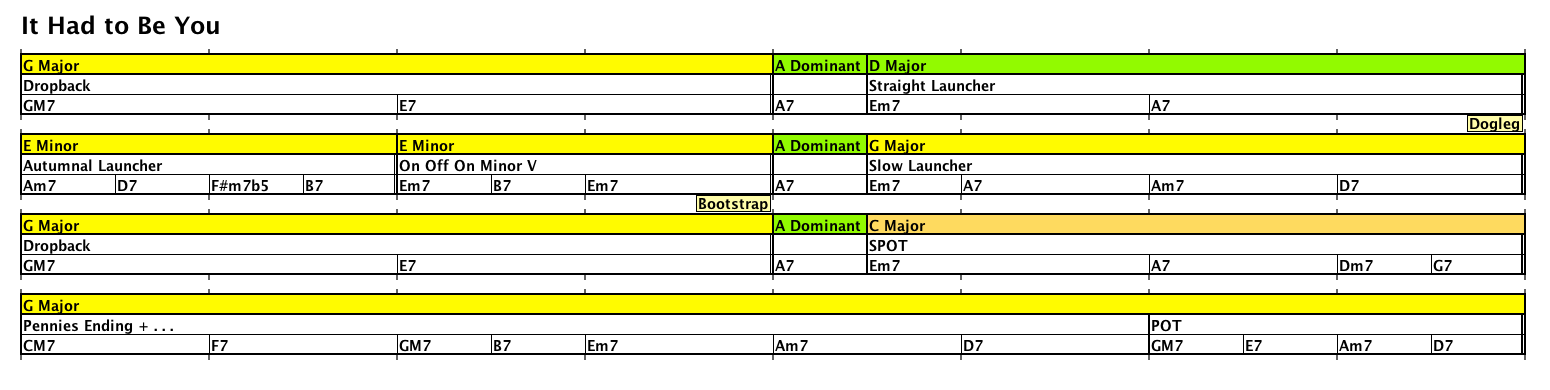 It Had to Be You
G Major A Dominant D Major
Dropback Straight Launcher
GM7 E7 A7 Em7 A7
Dogleg
E Minor E Minor A Dominant G Major
Autumnal Launcher On Off On Minor V Slow Launcher
Am7 D7 F#m7b5 B7 Em7 B7 Em7 A7 Em7 A7 Am7 D7
Bootstrap
G Major A Dominant C Major
Dropback SPOT
GM7 E7 A7 Em7 A7 Dm7 G7
G Major
Pennies Ending + . . . POT
CM7 F7 GM7 B7 Em7 Am7 D7 GM7 E7 Am7 D7